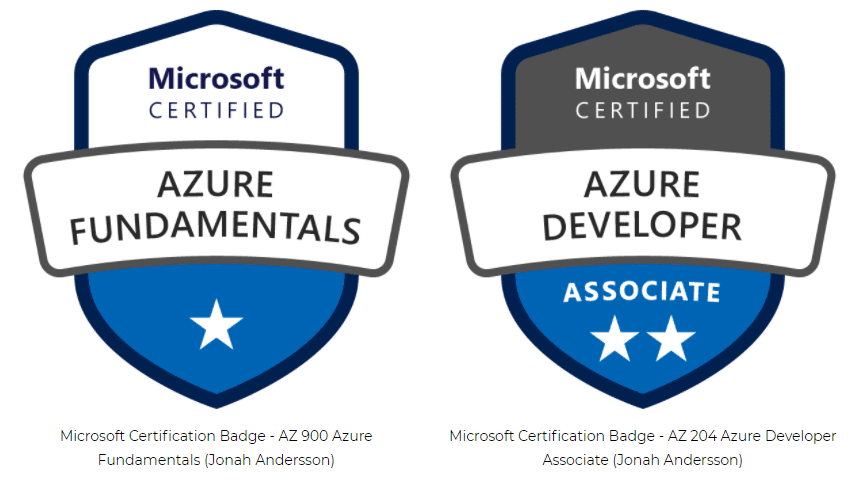 Microsoft
CERTIFIED
AZURE
FUNDAMENTALS
Microsoft Certification Badge - AZ 900 Azure
Fundamentals (Jonah Andersson)
Microsoft
CERTIFIED
AZURE
DEVELOPER
ASSOCIATE
Microsoft Certification Badge - AZ 204 Azure Developer
Associate (Jonah Andersson)